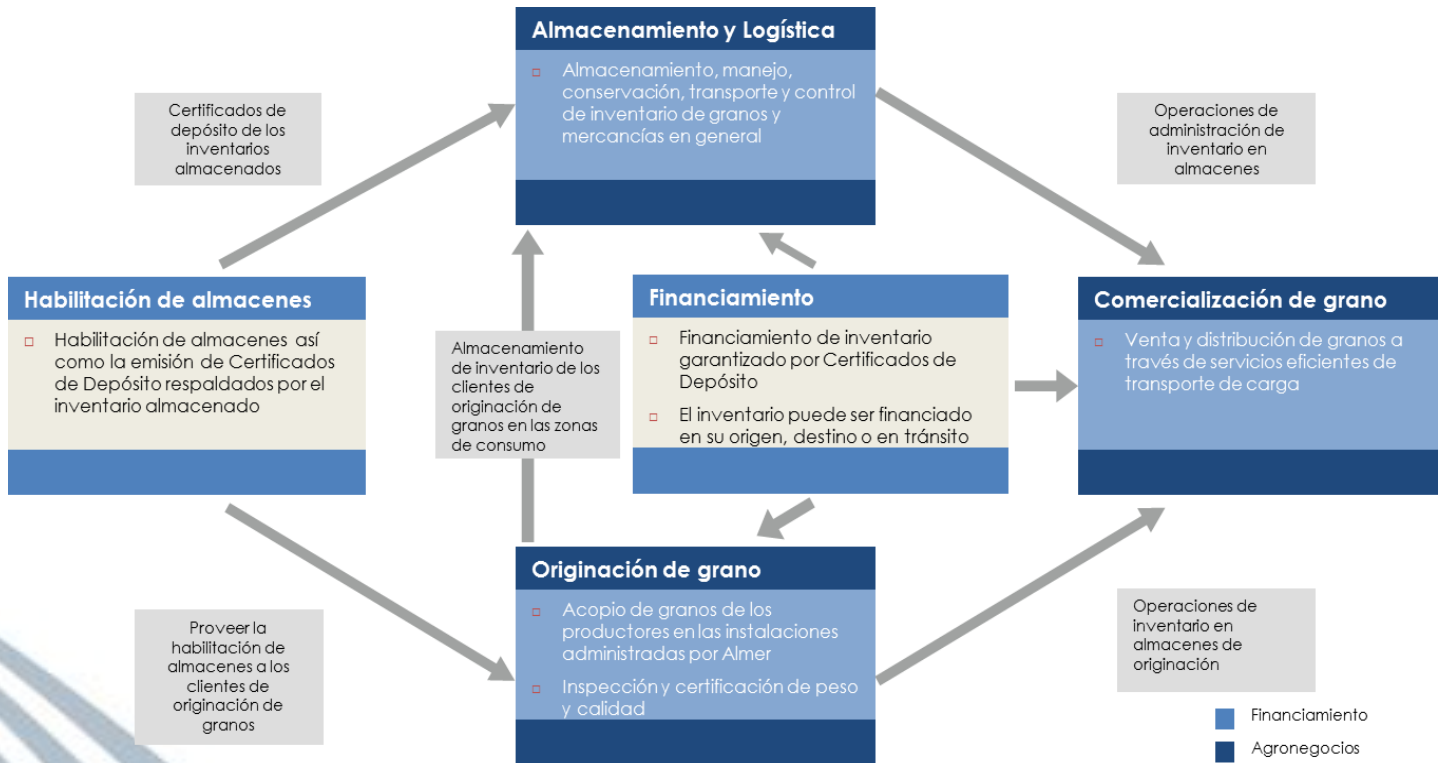 Almacenamiento y Logística
Almacenamiento, manejo,
conservación, transporte y control
de inventario de granos y
mercancías en general
Certificados de
depósito de los
inventarios
almacenados
Operaciones de
administración de
inventario en
almacenes
Habilitación de almacenes
Habilitación de almacenes así
como la emisión de Certificados
de Depósito respaldados por el
inventario almacenado
Almacenamiento
de inventario de los
clientes de
originación de
granos en las zonas
de consumo
Financiamiento
Financiamiento de inventario
garantizado por Certificados de
Depósito
El inventario puede ser financiado
en su origen, destino o en tránsito
Comercialización de grano
Venta y distribución de granos a
través de servicios eficientes de
transporte de carga
Proveer la
habilitación de
almacenes a los
clientes de
originación de
granos
Originación de grano
Acopio de granos de los
productores en las instalaciones
administradas por Almer
Inspección y certificación de peso
y calidad
Operaciones de
inventario en
almacenes de
originación
Financiamiento
Agronegocios